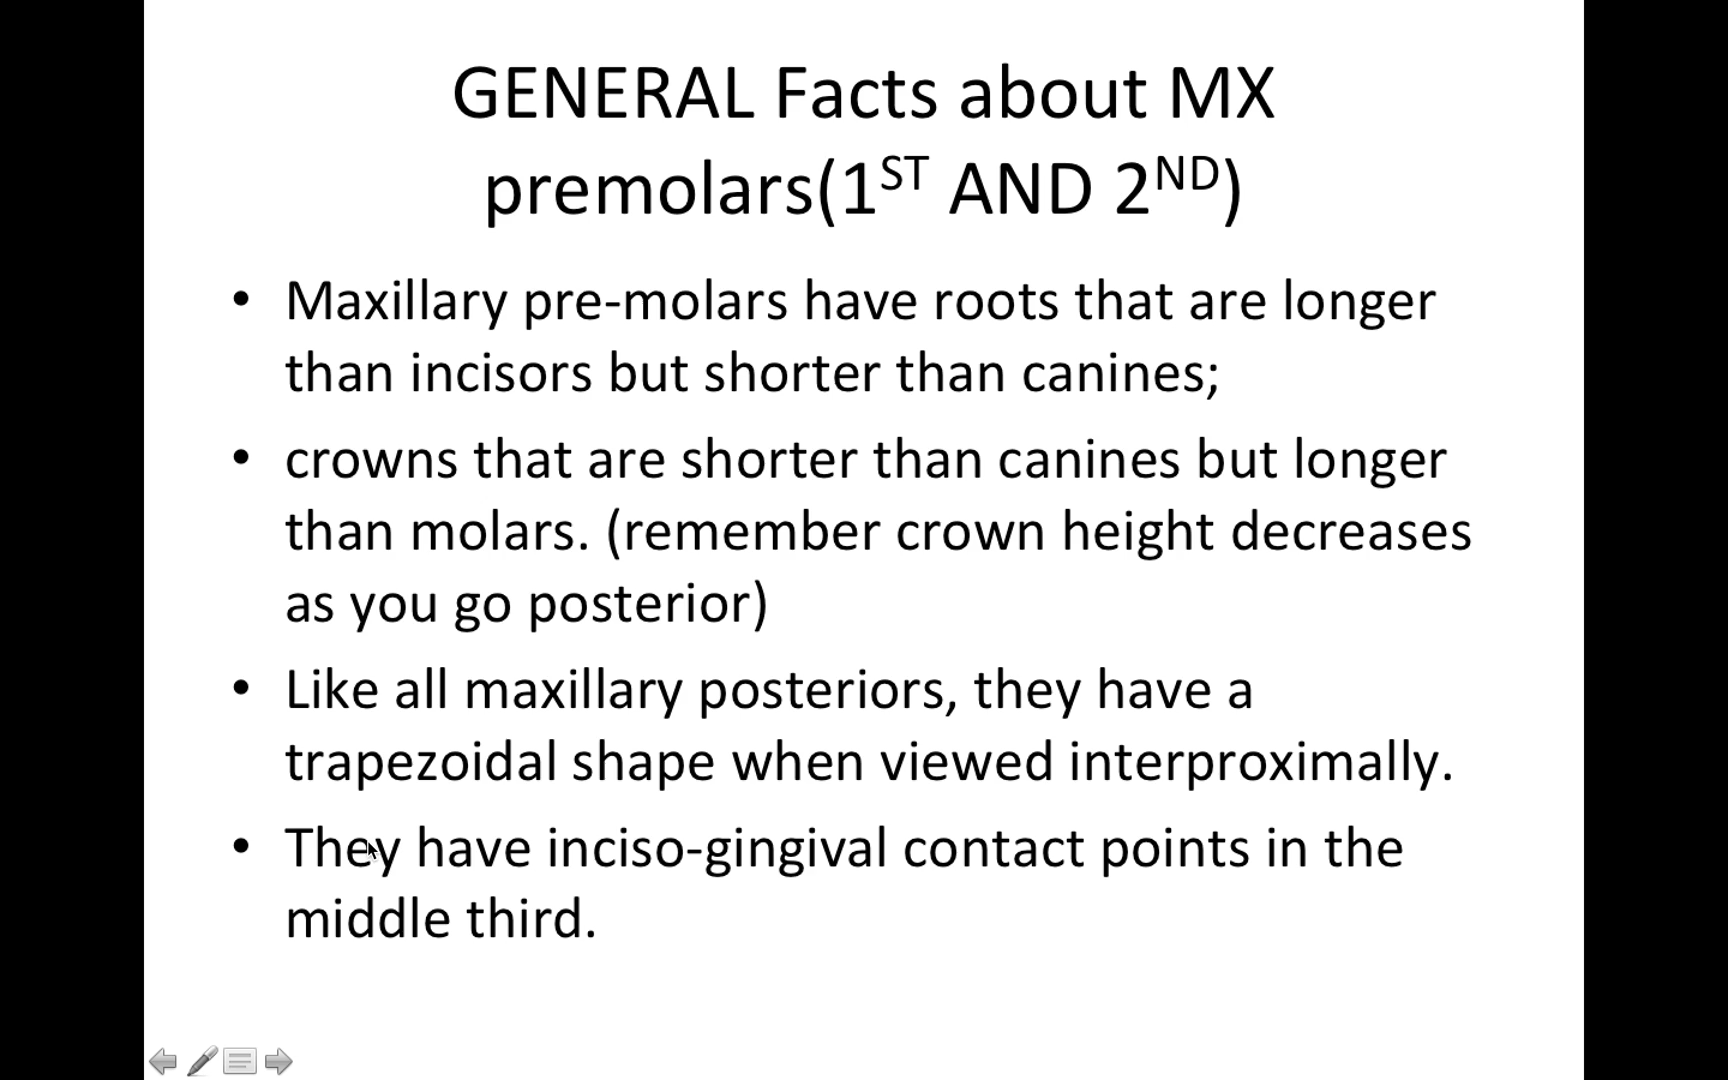 GENERAL Facts about MX
premolars(1ST AND 2ND)
• Maxillary pre-molars have roots that are longer
than incisors but shorter than canines;
• crowns that are shorter than canines but longer
than molars. (remember crown height decreases
as you go posterior)
• Like all maxillary posteriors, they have a
trapezoidal shape when viewed interproximally.
• They have inciso-gingival contact points in the
middle third.